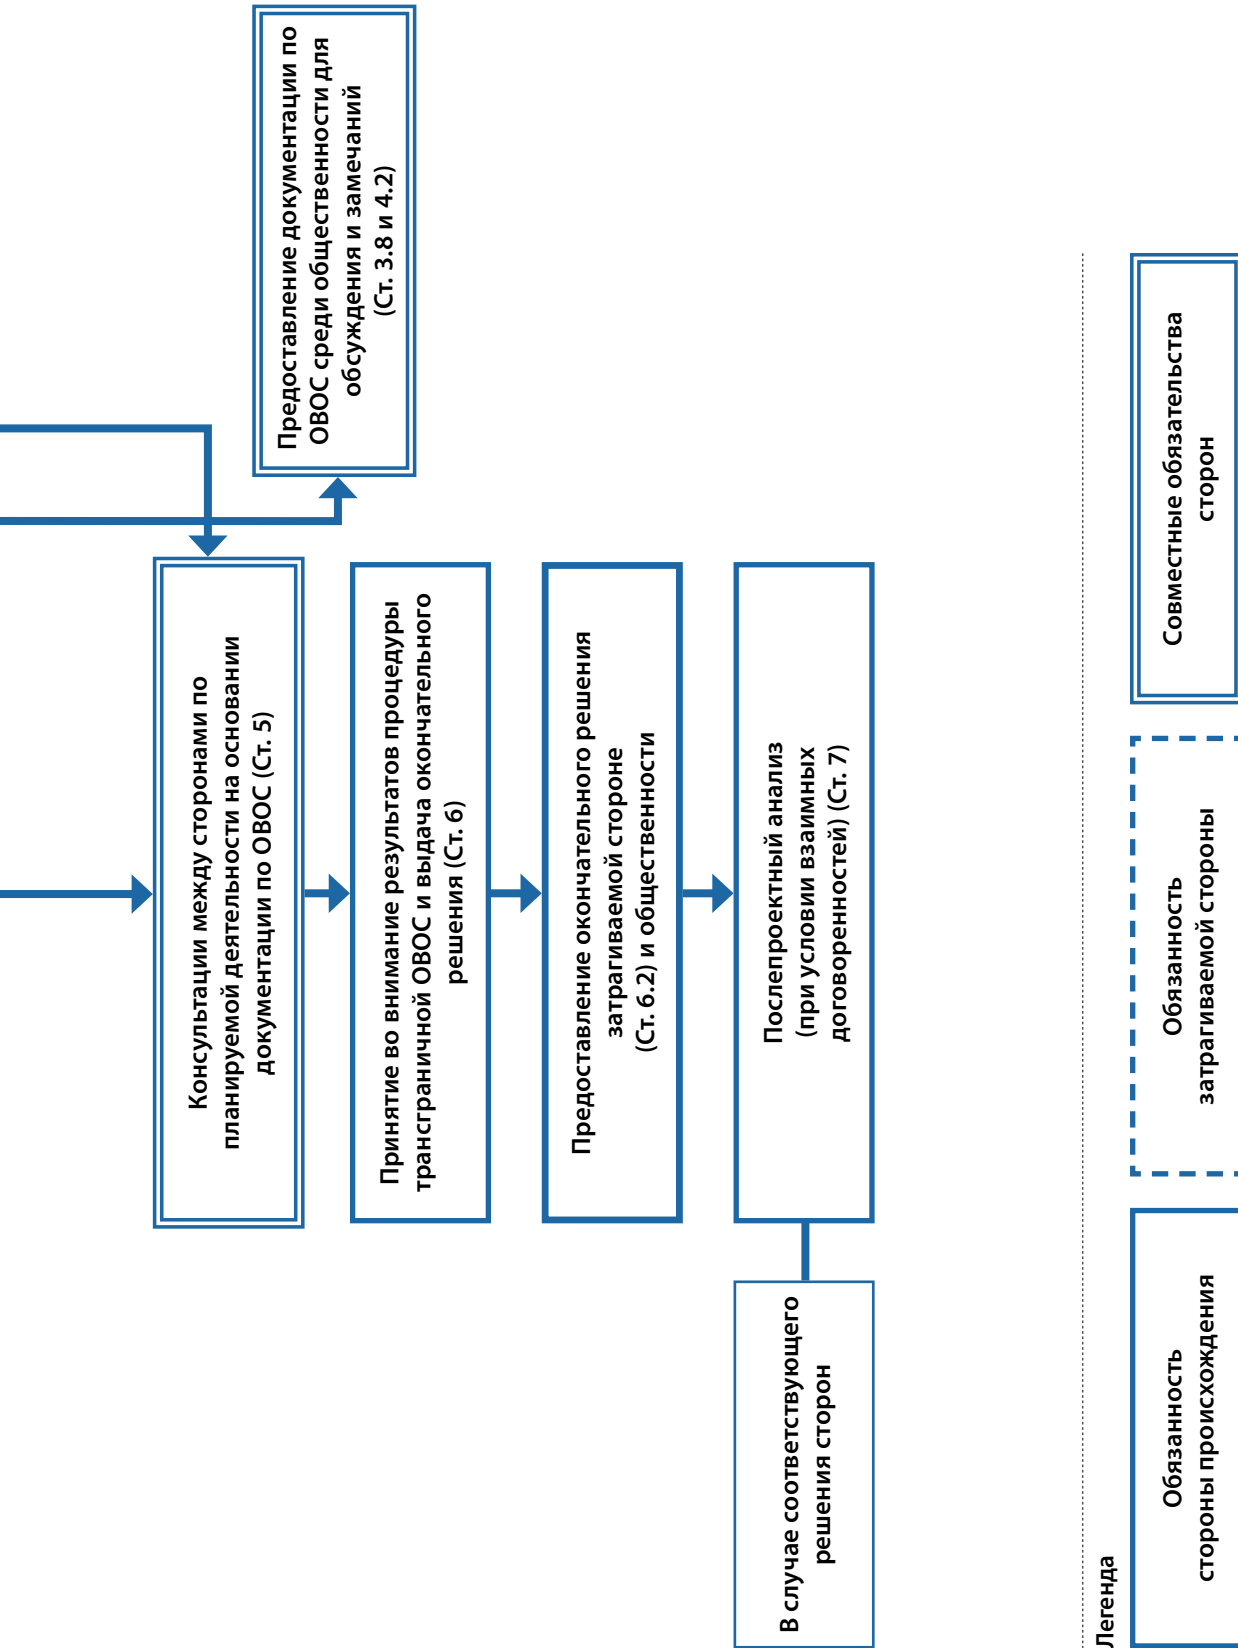 Предоставление документации по
ОВОС среди общественности для
обсуждения и замечаний
(Ст. 3.8 и 4.2)
Консультации между сторонами по
планируемой деятельности на основании
документации по ОВОС (Ст. 5)
Принятие во внимание результатов процедуры
трансграничной ОВОС и выдача окончательного
решения (Ст. 6)
Предоставление окончательного решения
затрагиваемой стороне
(Ст. 6.2) и общественности
Послепроектный анализ
(при условии взаимных
договоренностей) (Ст. 7)
В случае соответствующего
решения сторон
Легенда
Обязанность
стороны происхождения
Обязанность
затрагиваемой стороны
Совместные обязательства
сторон